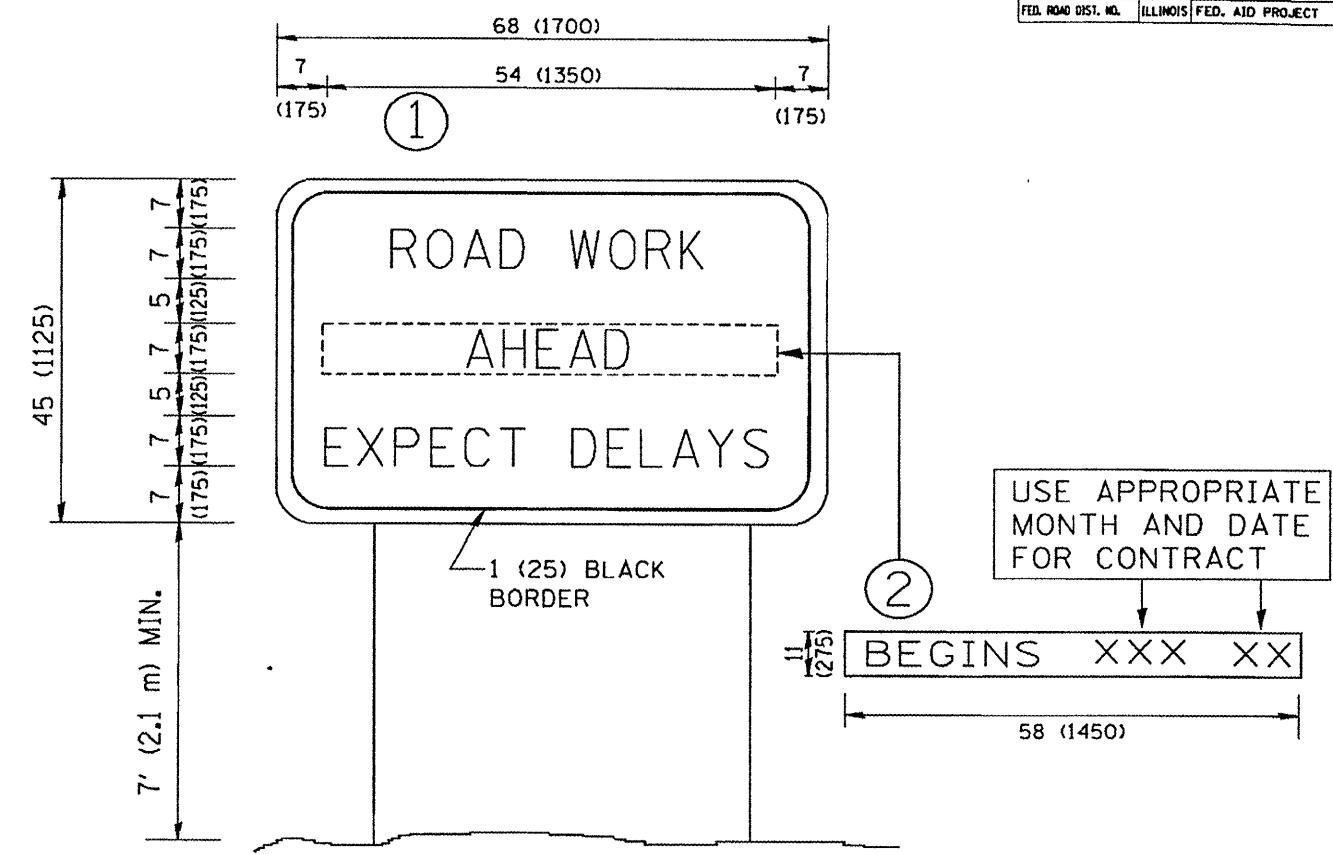 FED. ROAD DIST. NO. ILLINOIS FED. AID PROJECT
68 (1700)
7 54 (1350) 7
(175) (175)
1
45 (1125)
7 (175)
7 (175)
5 (125)
7 (175)
5 (125)
7 (175)
7 (175)
ROAD WORK
AHEAD
EXPECT DELAYS
1 (25) BLACK
BORDER
7' (2.1 m) MIN.
USE APPROPRIATE
MONTH AND DATE
FOR CONTRACT
2
11
(275)
BEGINS XXX XX
58 (1450)